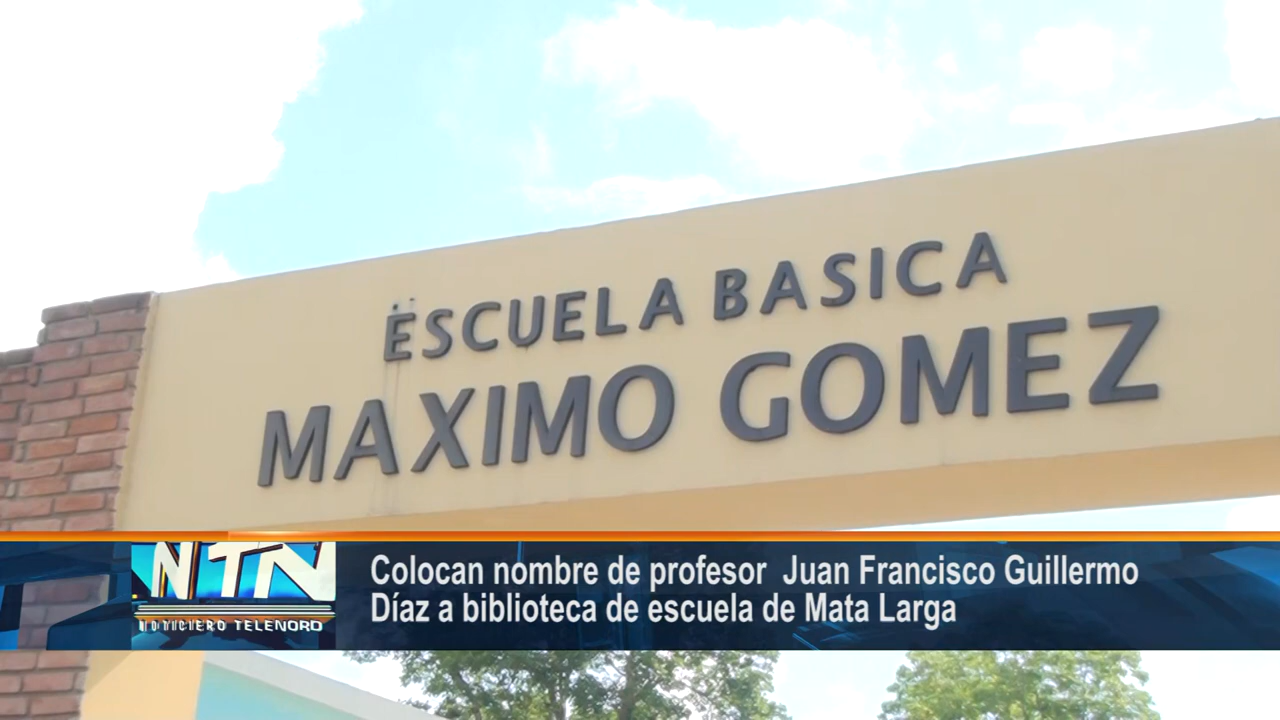 ESCUELA BASICA
MAXIMO GOMEZ
NTN
NOTICIERO TELENORD
Colocan nombre de profesor Juan Francisco Guillermo
Díaz a biblioteca de escuela de Mata Larga